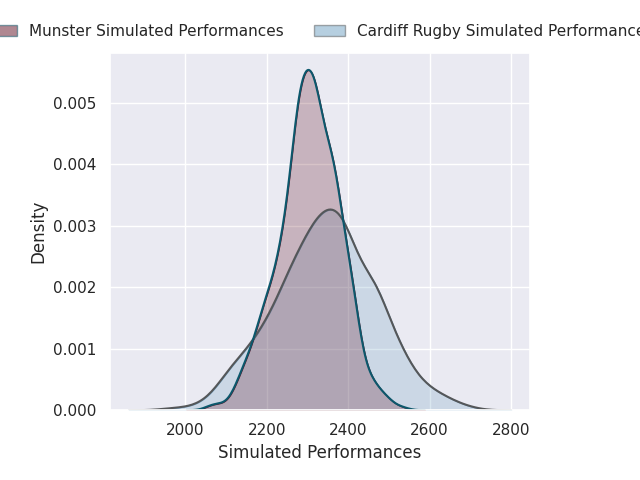 Munster Simulated Performances
Cardiff Rugby Simulated Performance
0.005
0.004
0.003
0.002
0.001
0.000
Density
2000 2200 2400 2600 2800
Simulated Performances